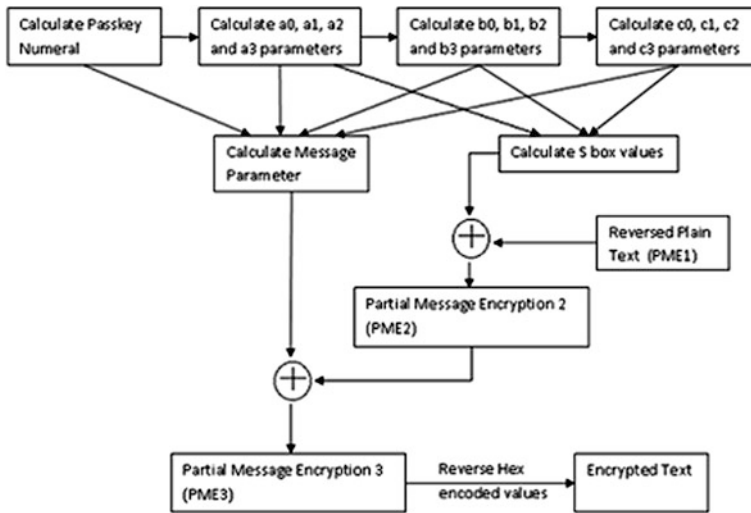 Calculate Passkey
Numeral
Calculate a0, a1, a2
and a3 parameters
Calculate b0, b1, b2
and b3 parameters
Calculate c0, c1, c2
and c3 parameters
Calculate Message
Parameter
Calculate S box values
Reversed Plain
Text (PME1)
Partial Message Encryption 2
(PME2)
Partial Message Encryption 3
(PME3)
Reverse Hex
encoded values
Encrypted Text